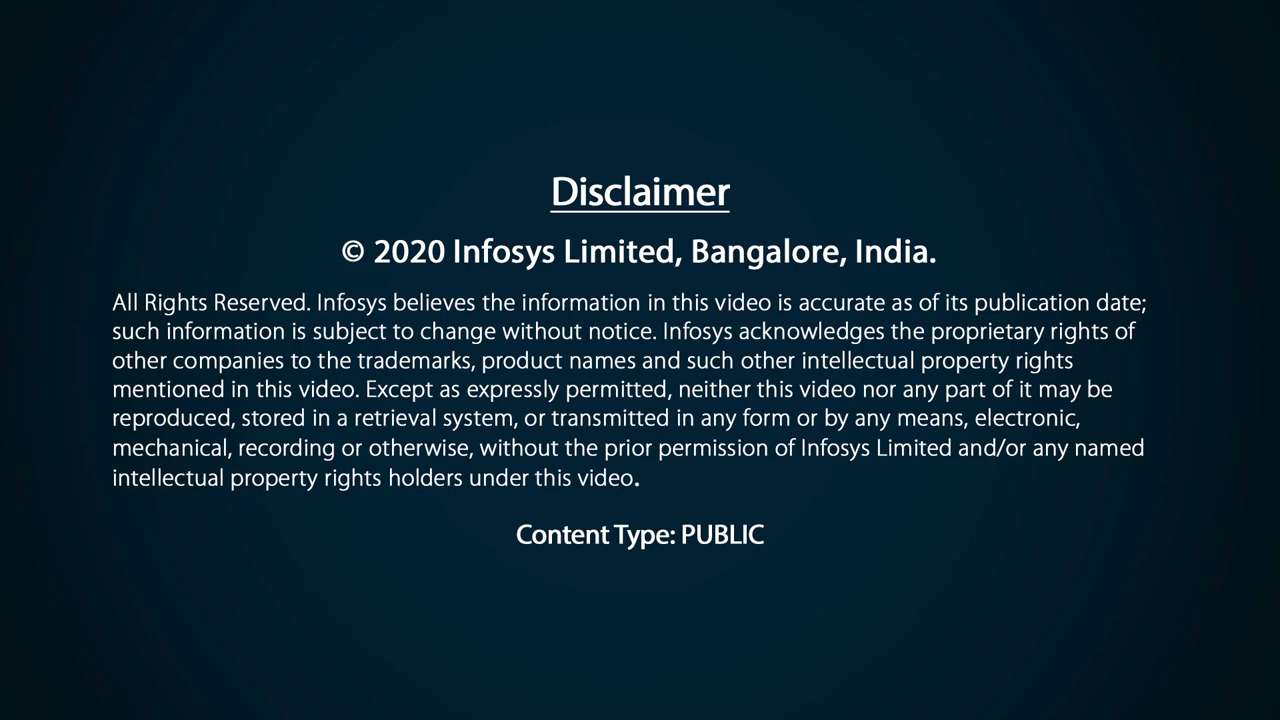 Disclaimer
© 2020 Infosys Limited, Bangalore, India.
All Rights Reserved. Infosys believes the information in this video is accurate as of its publication date;
such information is subject to change without notice. Infosys acknowledges the proprietary rights of
other companies to the trademarks, product names and such other intellectual property rights
mentioned in this video. Except as expressly permitted, neither this video nor any part of it may be
reproduced, stored in a retrieval system, or transmitted in any form or by any means, electronic,
mechanical, recording or otherwise, without the prior permission of Infosys Limited and/or any named
intellectual property rights holders under this video.
Content Type: PUBLIC